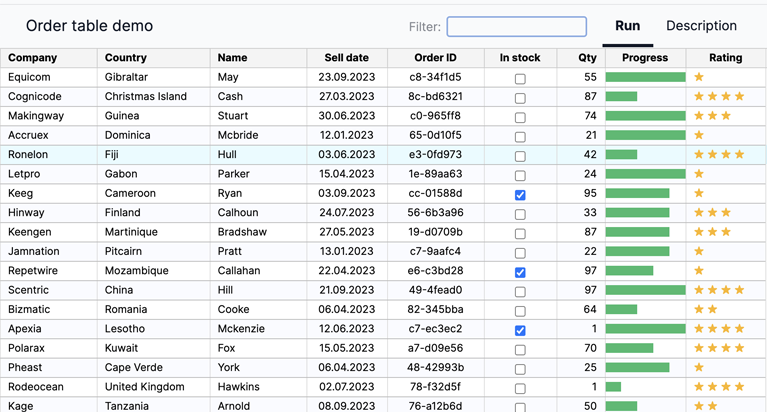 Order table demo Filter: Run Description
Company Country Name Sell date Order ID In stock Qty Progress Rating
Equicom Gibraltar May 23.09.2023 c8-34f1d5 55
Cognicode Christmas Island Cash 27.03.2023 8c-bd6321 87
Makingway Guinea Stuart 30.06.2023 c0-965ff8 74
Accruex Dominica Mcbride 12.01.2023 65-0d10f5 21
Ronelon Fiji Hull 03.06.2023 e3-0fd973 42
Letpro Gabon Parker 15.04.2023 1e-89aa63 24
Keeg Cameroon Ryan 03.09.2023 cc-01588d 95
Hinway Finland Calhoun 24.07.2023 56-6b3a96 33
Keengen Martinique Bradshaw 27.05.2023 19-d0709b 87
Jamnation Pitcairn Pratt 13.01.2023 c7-9aafc4 22
Repetwire Mozambique Callahan 22.04.2023 e6-c3bd28 97
Scentric China Hill 21.09.2023 49-4fead0 97
Bizmatic Romania Cooke 06.04.2023 82-345bba 64
Apexia Lesotho Mckenzie 12.06.2023 c7-ec3ec2 1
Polarax Kuwait Fox 15.05.2023 a7-d09e56 70
Pheast Cape Verde York 06.04.2023 48-42993b 25
Rodeocean United Kingdom Hawkins 02.07.2023 78-f32d5f 1
Kage Tanzania Arnold 08.09.2023 76-a12b6d 50